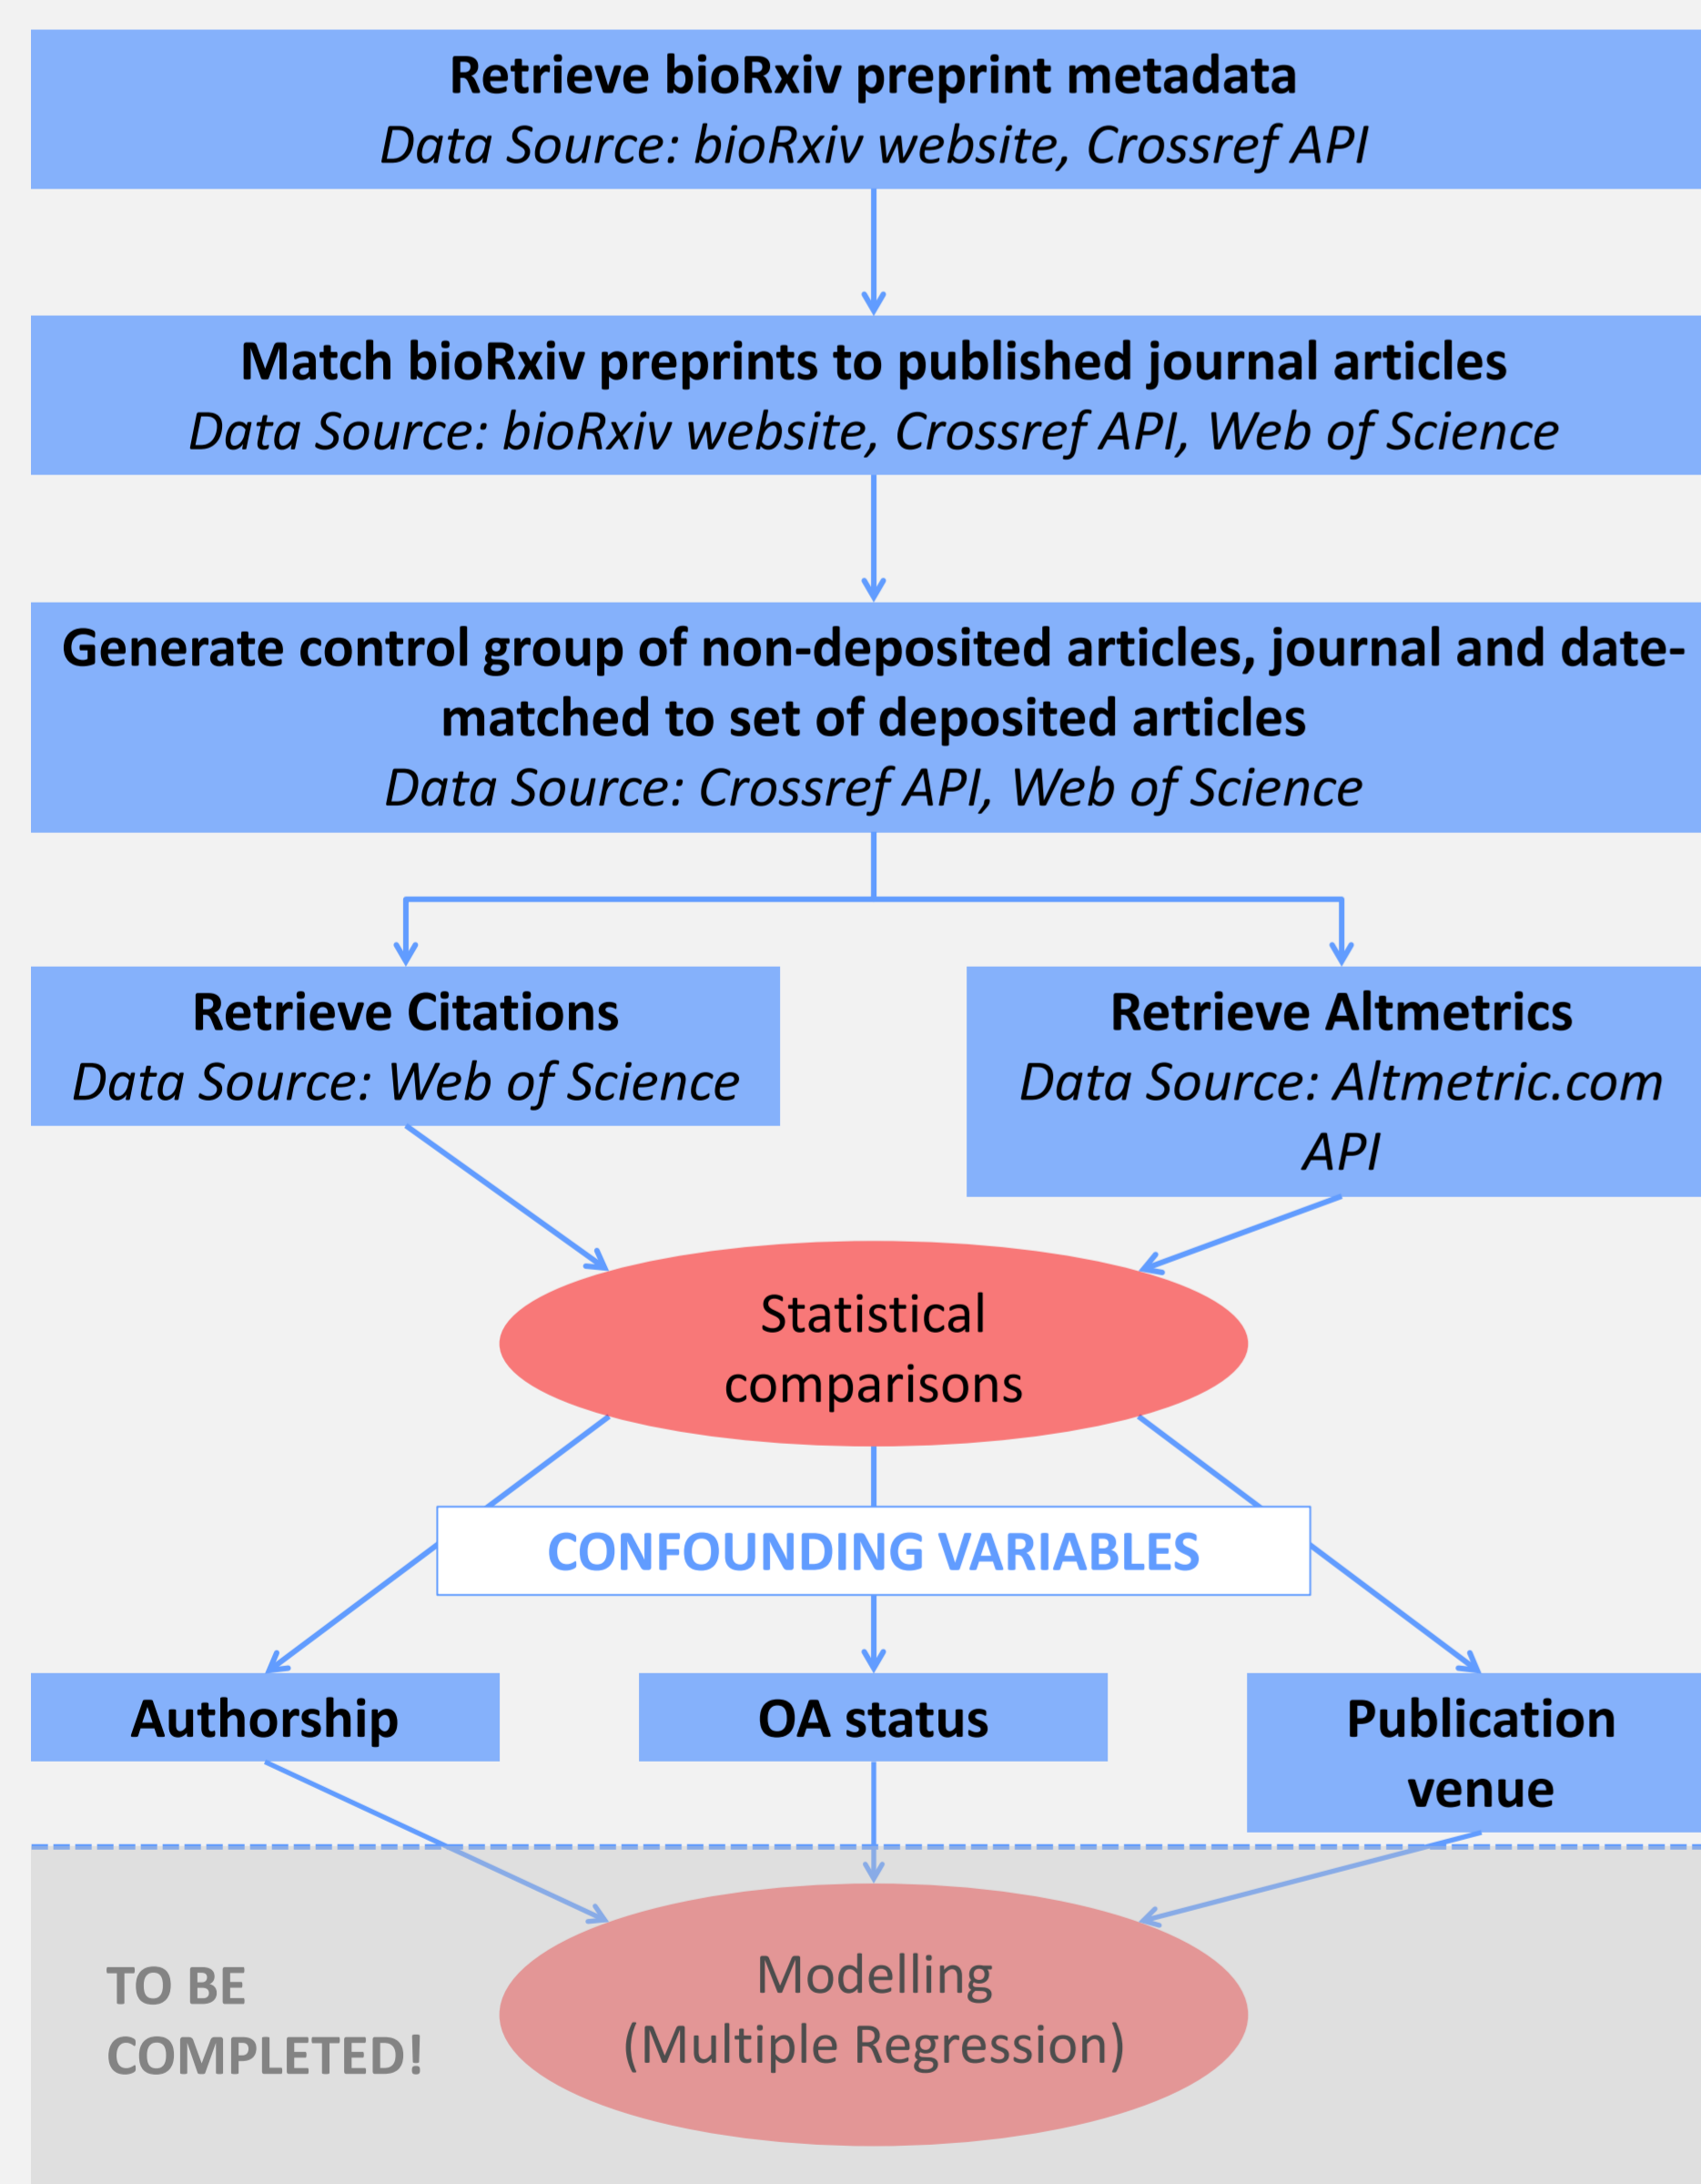 Retrieve bioRxiv preprint metadata
Data Source: bioRxiv website, Crossref API
Match bioRxiv preprints to published journal articles
Data Source: bioRxiv website, Crossref API, Web of Science
Generate control group of non-deposited articles, journal and date-
matched to set of deposited articles
Data Source: Crossref API, Web of Science
Retrieve Citations
Data Source: Web of Science
Retrieve Altmetrics
Data Source: Altmetric.com
API
Statistical
comparisons
CONFOUNDING VARIABLES
Authorship
OA status
Publication
venue
TO BE
COMPLETED!
Modelling
(Multiple Regression)